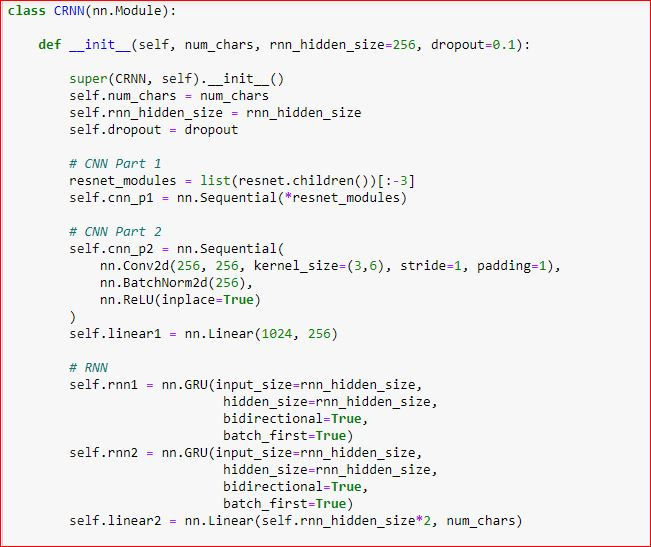 class CRNN(nn.Module):
def __init__(self, num_chars, rnn_hidden_size=256, dropout=0.1):
super(CRNN, self).__init__()
self.num_chars = num_chars
self.rnn_hidden_size = rnn_hidden_size
self.dropout = dropout
# CNN Part 1
resnet_modules = list(resnet.children())[:-3]
self.cnn_p1 = nn.Sequential(*resnet_modules)
# CNN Part 2
self.cnn_p2 = nn.Sequential(
nn.Conv2d(256, 256, kernel_size=(3,6), stride=1, padding=1),
nn.BatchNorm2d(256),
nn.ReLU(inplace=True)
)
self.linear1 = nn.Linear(1024, 256)
# RNN
self.rnn1 = nn.GRU(input_size=rnn_hidden_size,
hidden_size=rnn_hidden_size,
bidirectional=True,
batch_first=True)
self.rnn2 = nn.GRU(input_size=rnn_hidden_size,
hidden_size=rnn_hidden_size,
bidirectional=True,
batch_first=True)
self.linear2 = nn.Linear(self.rnn_hidden_size*2, num_chars)